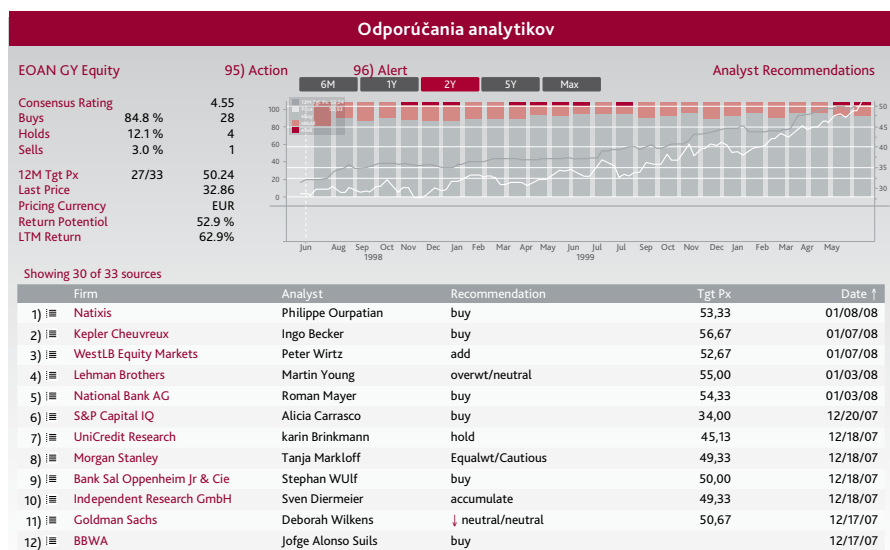 Odporúčania analytikov
EOAN GY Equity 95) Action 96) Alert Analyst Recommendations
6M 1Y 2Y 5Y Max
Consensus Rating 4.55
Buys 84.8 % 28
Holds 12.1 % 4
Sells 3.0 % 1
12M Tgt Px 27/33 50.24
Last Price 32.86
Pricing Currency EUR
Return Potentiol 52.9 %
LTM Return 62.9%
100
80
60
40
20
0
50
45
40
35
30
Jun Aug Sep Oct Nov Dec Jan Feb Mar Apr May Jun Jul Jul Sep Oct Nov Dec Jan Feb Mar Agr May
1998 1999
Showing 30 of 33 sources
Firm Analyst Recommendation Tgt Px Date ↑
1) Natixis Philippe Ourpatian buy 53,33 01/08/08
2) Kepler Cheuvreux Ingo Becker buy 56,67 01/07/08
3) WestLB Equity Markets Peter Wirtz add 52,67 01/07/08
4) Lehman Brothers Martin Young overwt/neutral 55,00 01/03/08
5) National Bank AG Roman Mayer buy 54,33 01/03/08
6) S&P Capital IQ Alicia Carrasco buy 34,00 12/20/07
7) UniCredit Research karin Brinkmann hold 45,13 12/18/07
8) Morgan Stanley Tanja Markloff Equalwt/Cautious 49,33 12/18/07
9) Bank Sal Oppenheim Jr & Cie Stephan WUlf buy 50,00 12/18/07
10) Independent Research GmbH Sven Diermeier accumulate 49,33 12/18/07
11) Goldman Sachs Deborah Wilkens ↓ neutral/neutral 50,67 12/17/07
12) BBWA Jofge Alonso Suils buy 12/17/07